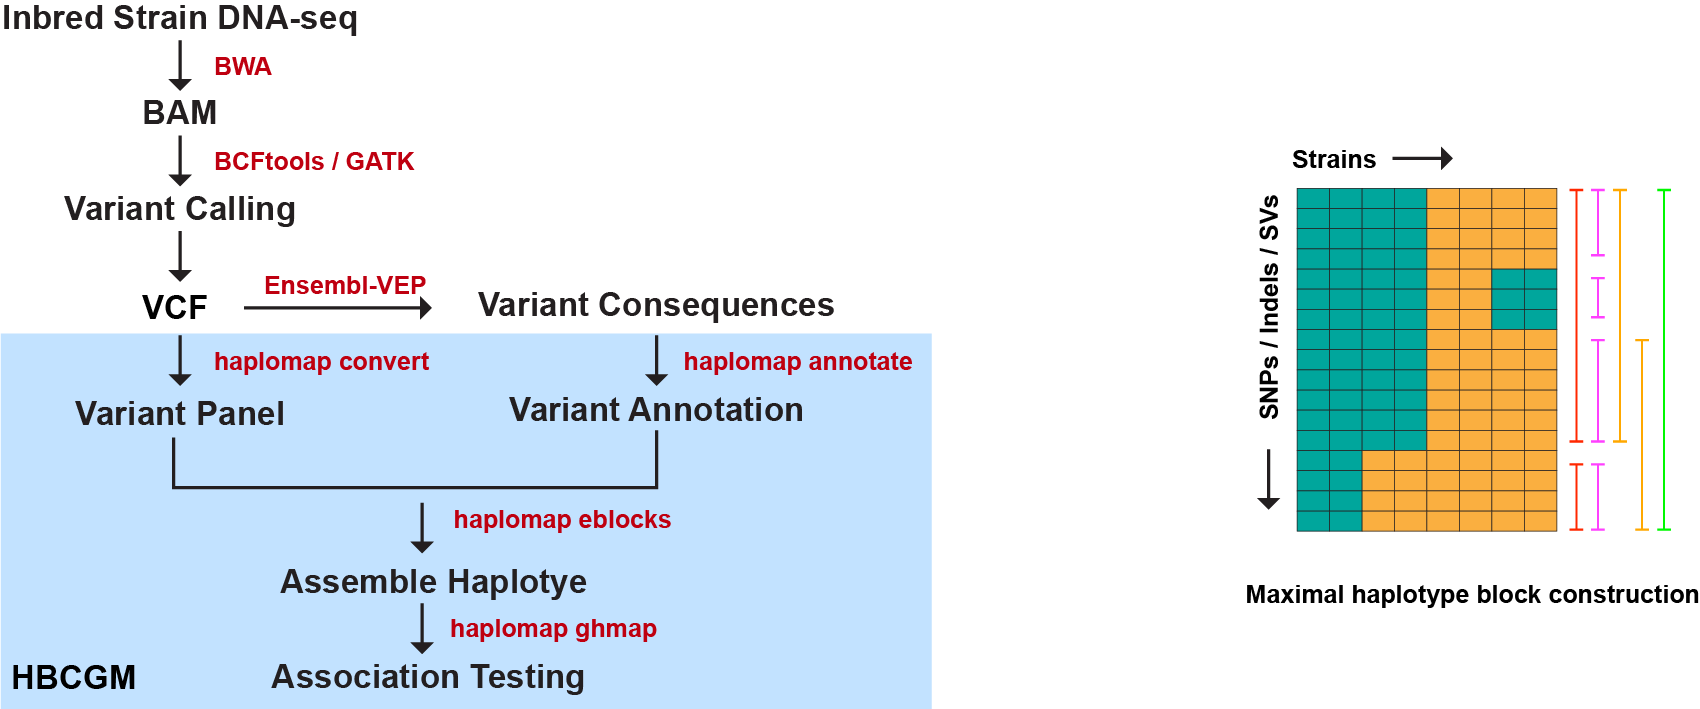 Inbred Strain DNA-seq
BWA
BAM
BCFtools / GATK
Variant Calling
Ensembl-VEP
VCF
Variant Consequences
haplomap convert
haplomap annotate
Variant Panel
Variant Annotation
haplomap eblocks
Assemble Haplotye
haplomap ghmap
HBCGM
Association Testing
Strains
SNPs / Indels / SVs
Maximal haplotype block construction